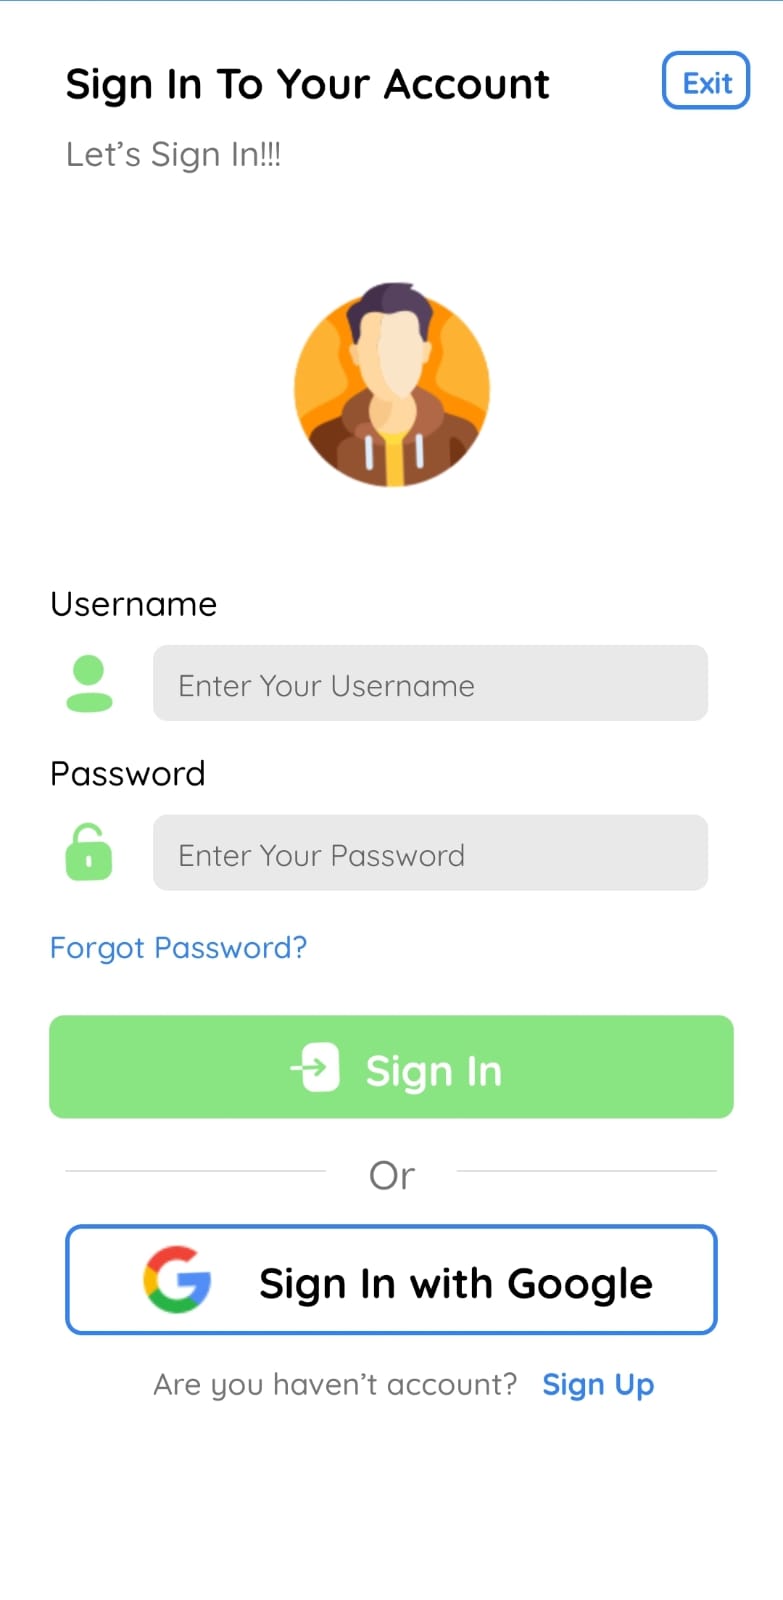 Sign In To Your Account
Exit
Let’s Sign In!!!
Username
Enter Your Username
Password
Enter Your Password
Forgot Password?
Sign In
Or
Sign In with Google
Are you haven’t account? Sign Up